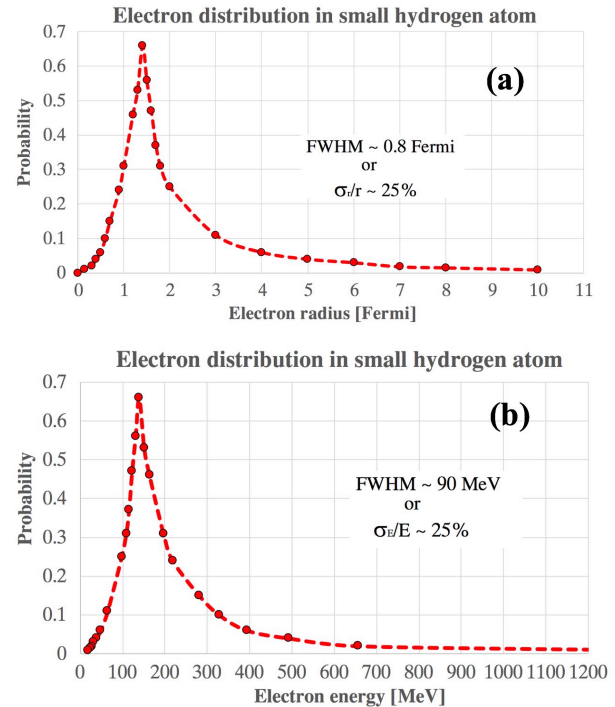 Electron distribution in small hydrogen atom
0.7
0.6
0.5
0.4
0.3
0.2
0.1
0
Probability
(a)
FWHM ~ 0.8 Fermi
or
σr/r ~ 25%
0 1 2 3 4 5 6 7 8 9 10 11
Electron radius [Fermi]
Electron distribution in small hydrogen atom
0.7
0.6
0.5
0.4
0.3
0.2
0.1
0
Probability
(b)
FWHM ~ 90 MeV
or
σE/E ~ 25%
0 100 200 300 400 500 600 700 800 900 1000 1100 1200
Electron energy [MeV]